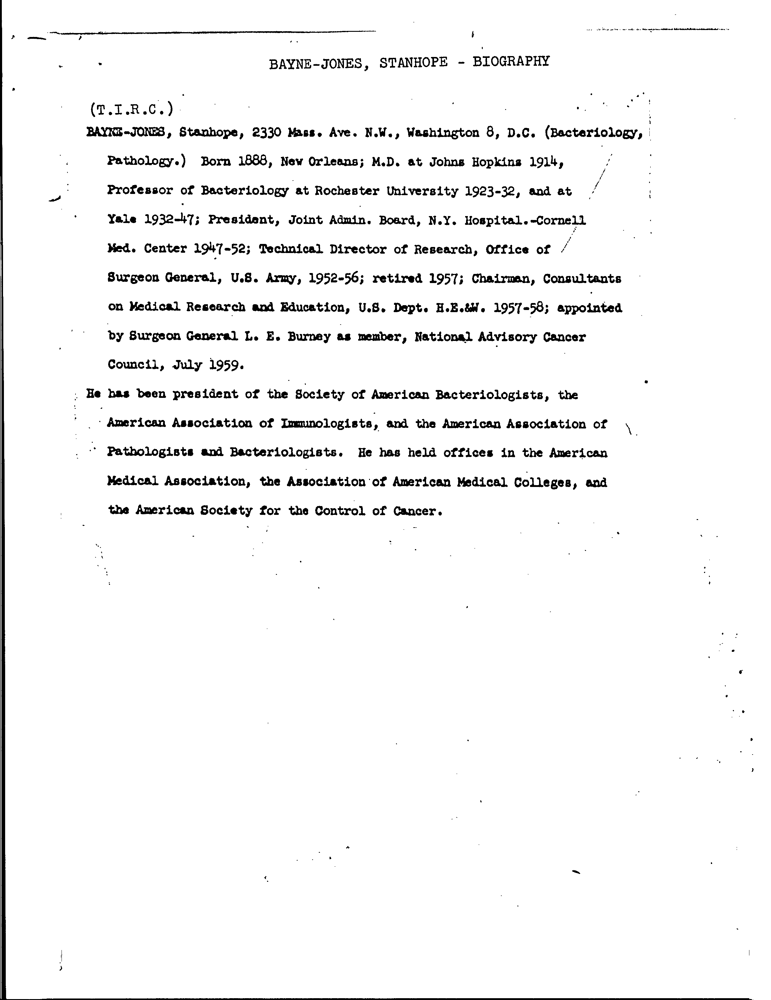 BAYNE-JONES, STANHOPE - BIOGRAPHY
(T.I.R.C.)
BAYNE-JONES, Stanhope, 2330 Mass. Ave. N.W., Washington 8, D.C. (Bacteriology,
Pathology.) Born 1888, New Orleans; M.D. at Johns Hopkins 1914,
Professor of Bacteriology at Rochester University 1923-32, and at
Yale 1932-47; President, Joint Admin. Board, N.Y. Hospital.-Cornell
Med. Center 1947-52; Technical Director of Research, Office of
Surgeon General, U.S. Army, 1952-56; retired 1957; Chairman, Consultants
on Medical Research and Education, U.S. Dept. H.E.&W. 1957-58; appointed
by Surgeon General L. E. Burney as member, National Advisory Cancer
Council, July 1959.
He has been president of the Society of American Bacteriologists, the
American Association of Immunologists, and the American Association of
Pathologists and Bacteriologists. He has held offices in the American
Medical Association, the Association of American Medical Colleges, and
the American Society for the Control of Cancer.